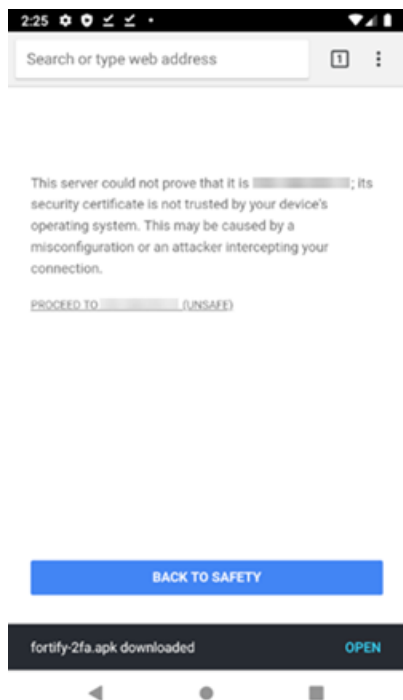 2:25
Search or type web address
1
This server could not prove that it is ; its
security certificate is not trusted by your device's
operating system. This may be caused by a
misconfiguration or an attacker intercepting your
connection.
PROCEED TO (UNSAFE)
BACK TO SAFETY
fortify-2fa.apk downloaded
OPEN